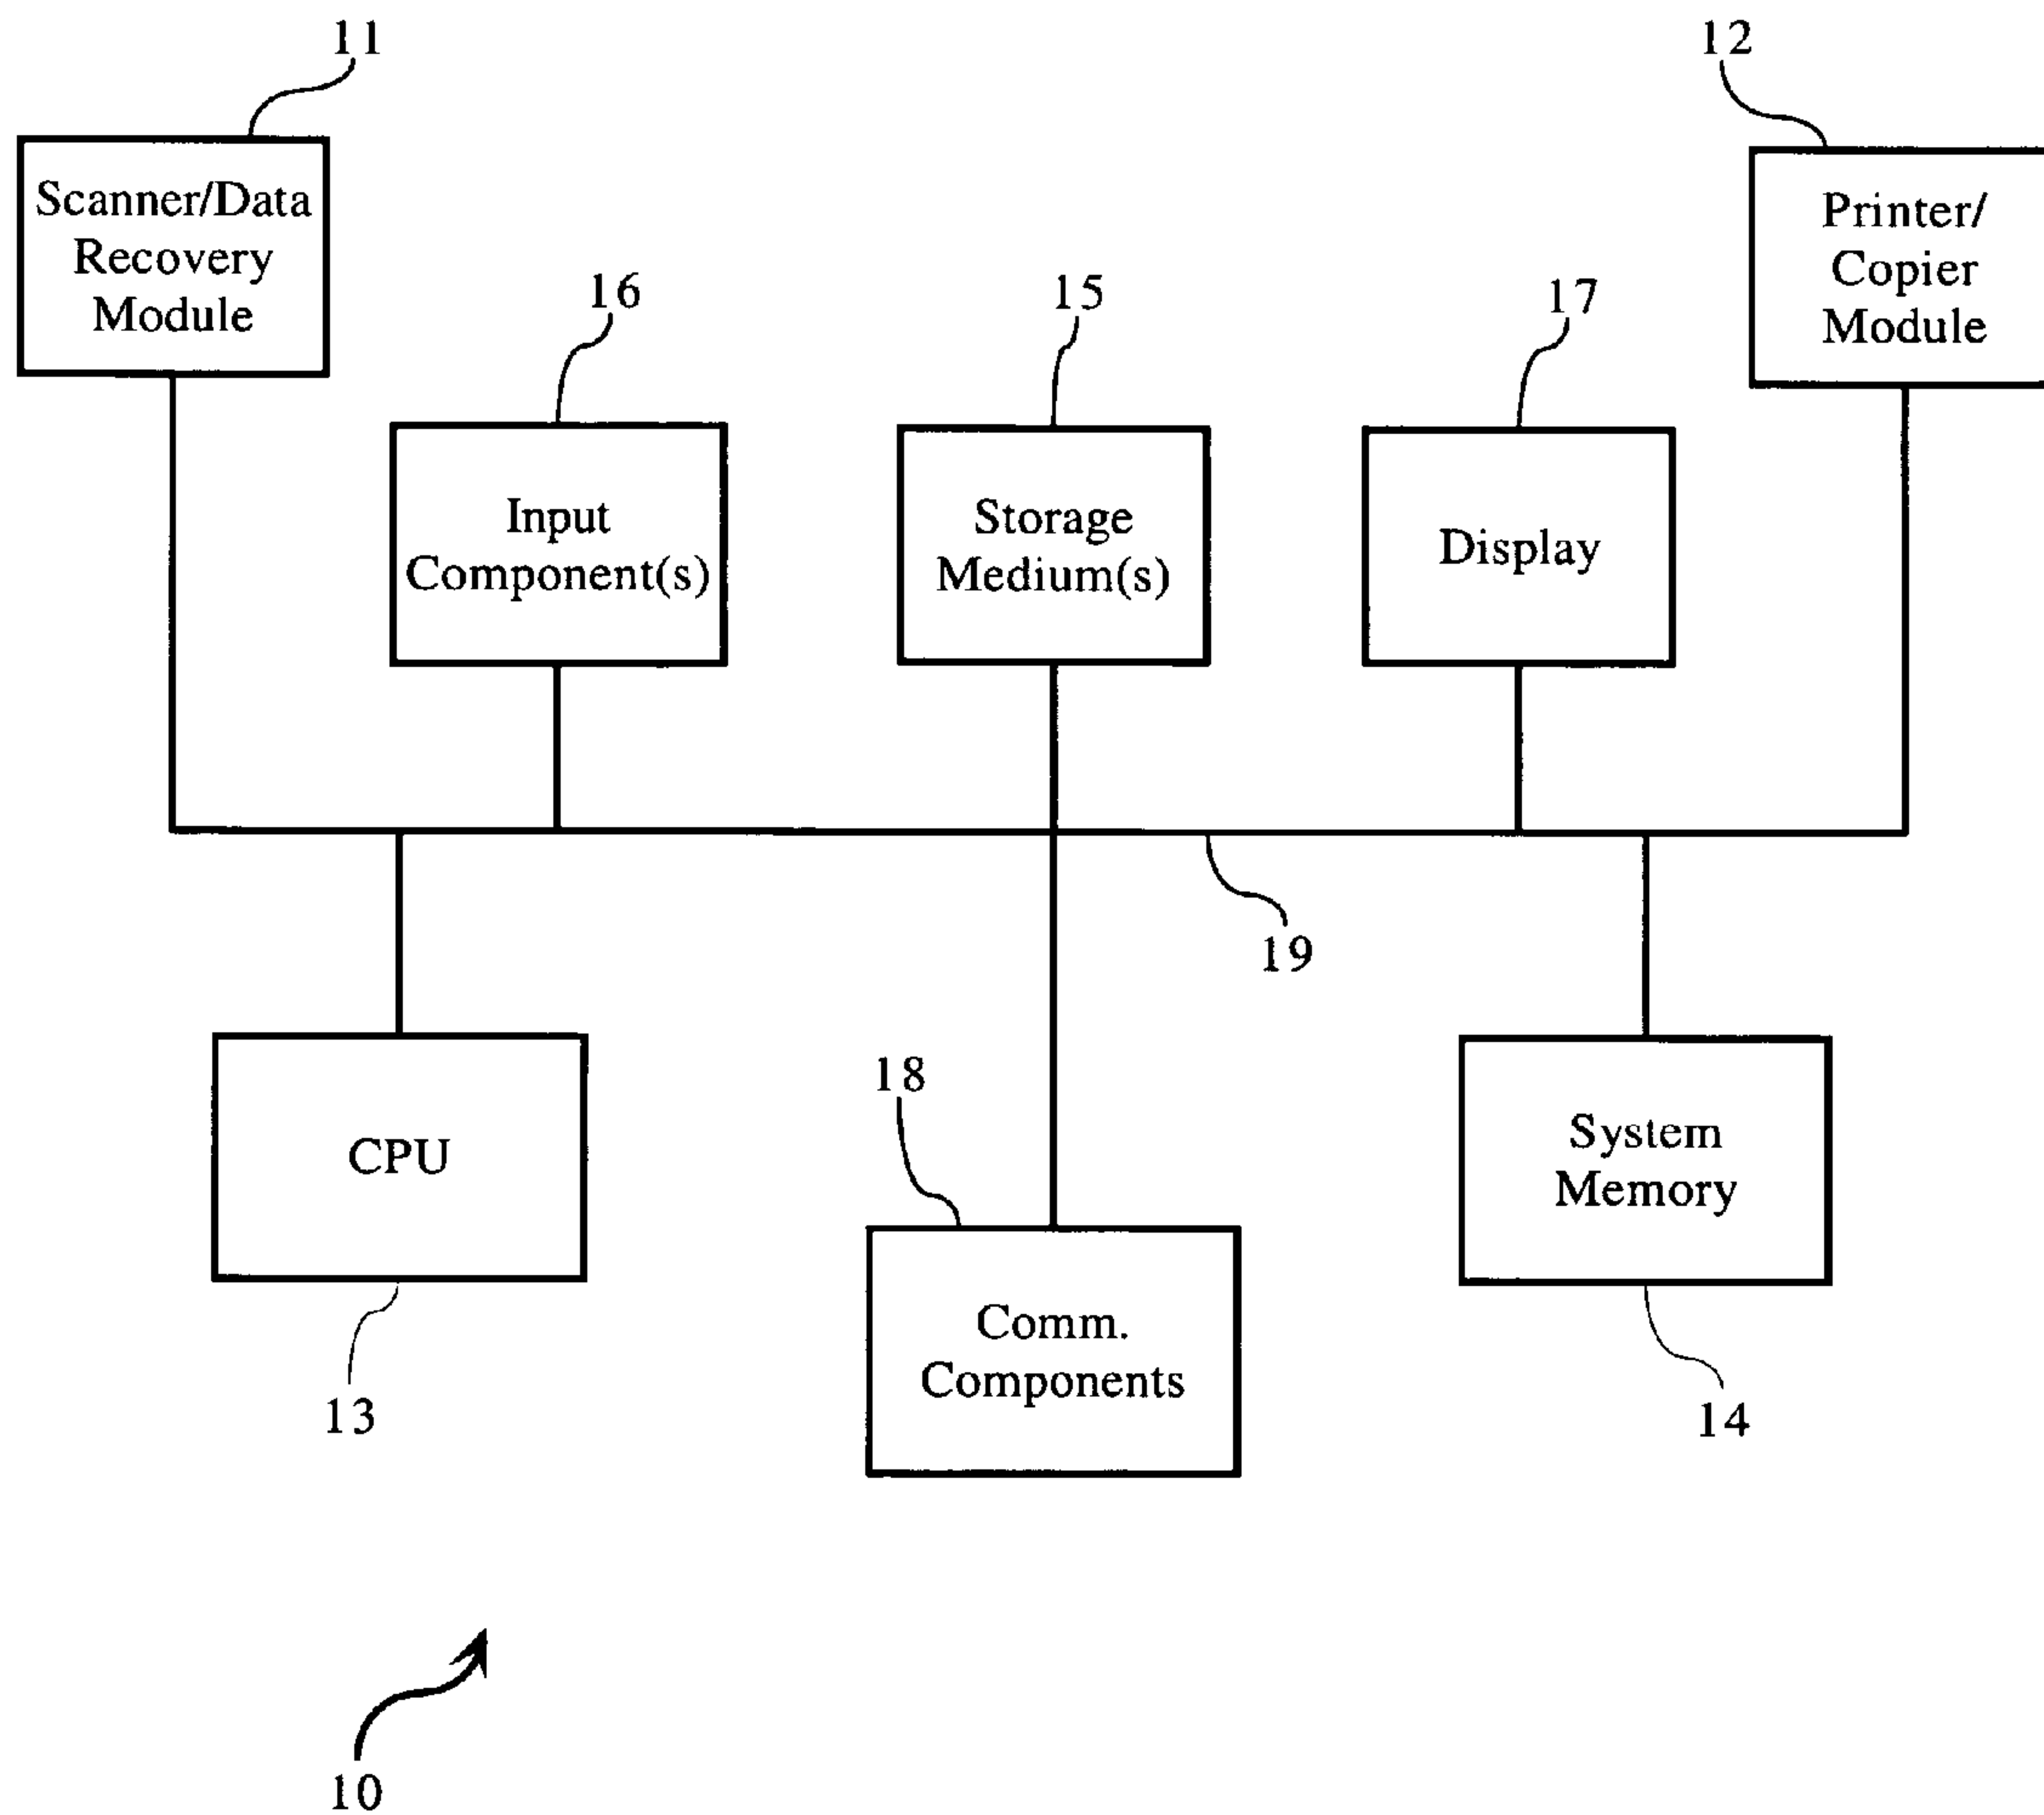 11
12
Scanner/Data
Recovery
Module
Printer/
Copier
Module
16
15
17
Input
Component(s)
Storage
Medium(s)
Display
19
CPU
18
System
Memory
Comm.
Components
13
14
10